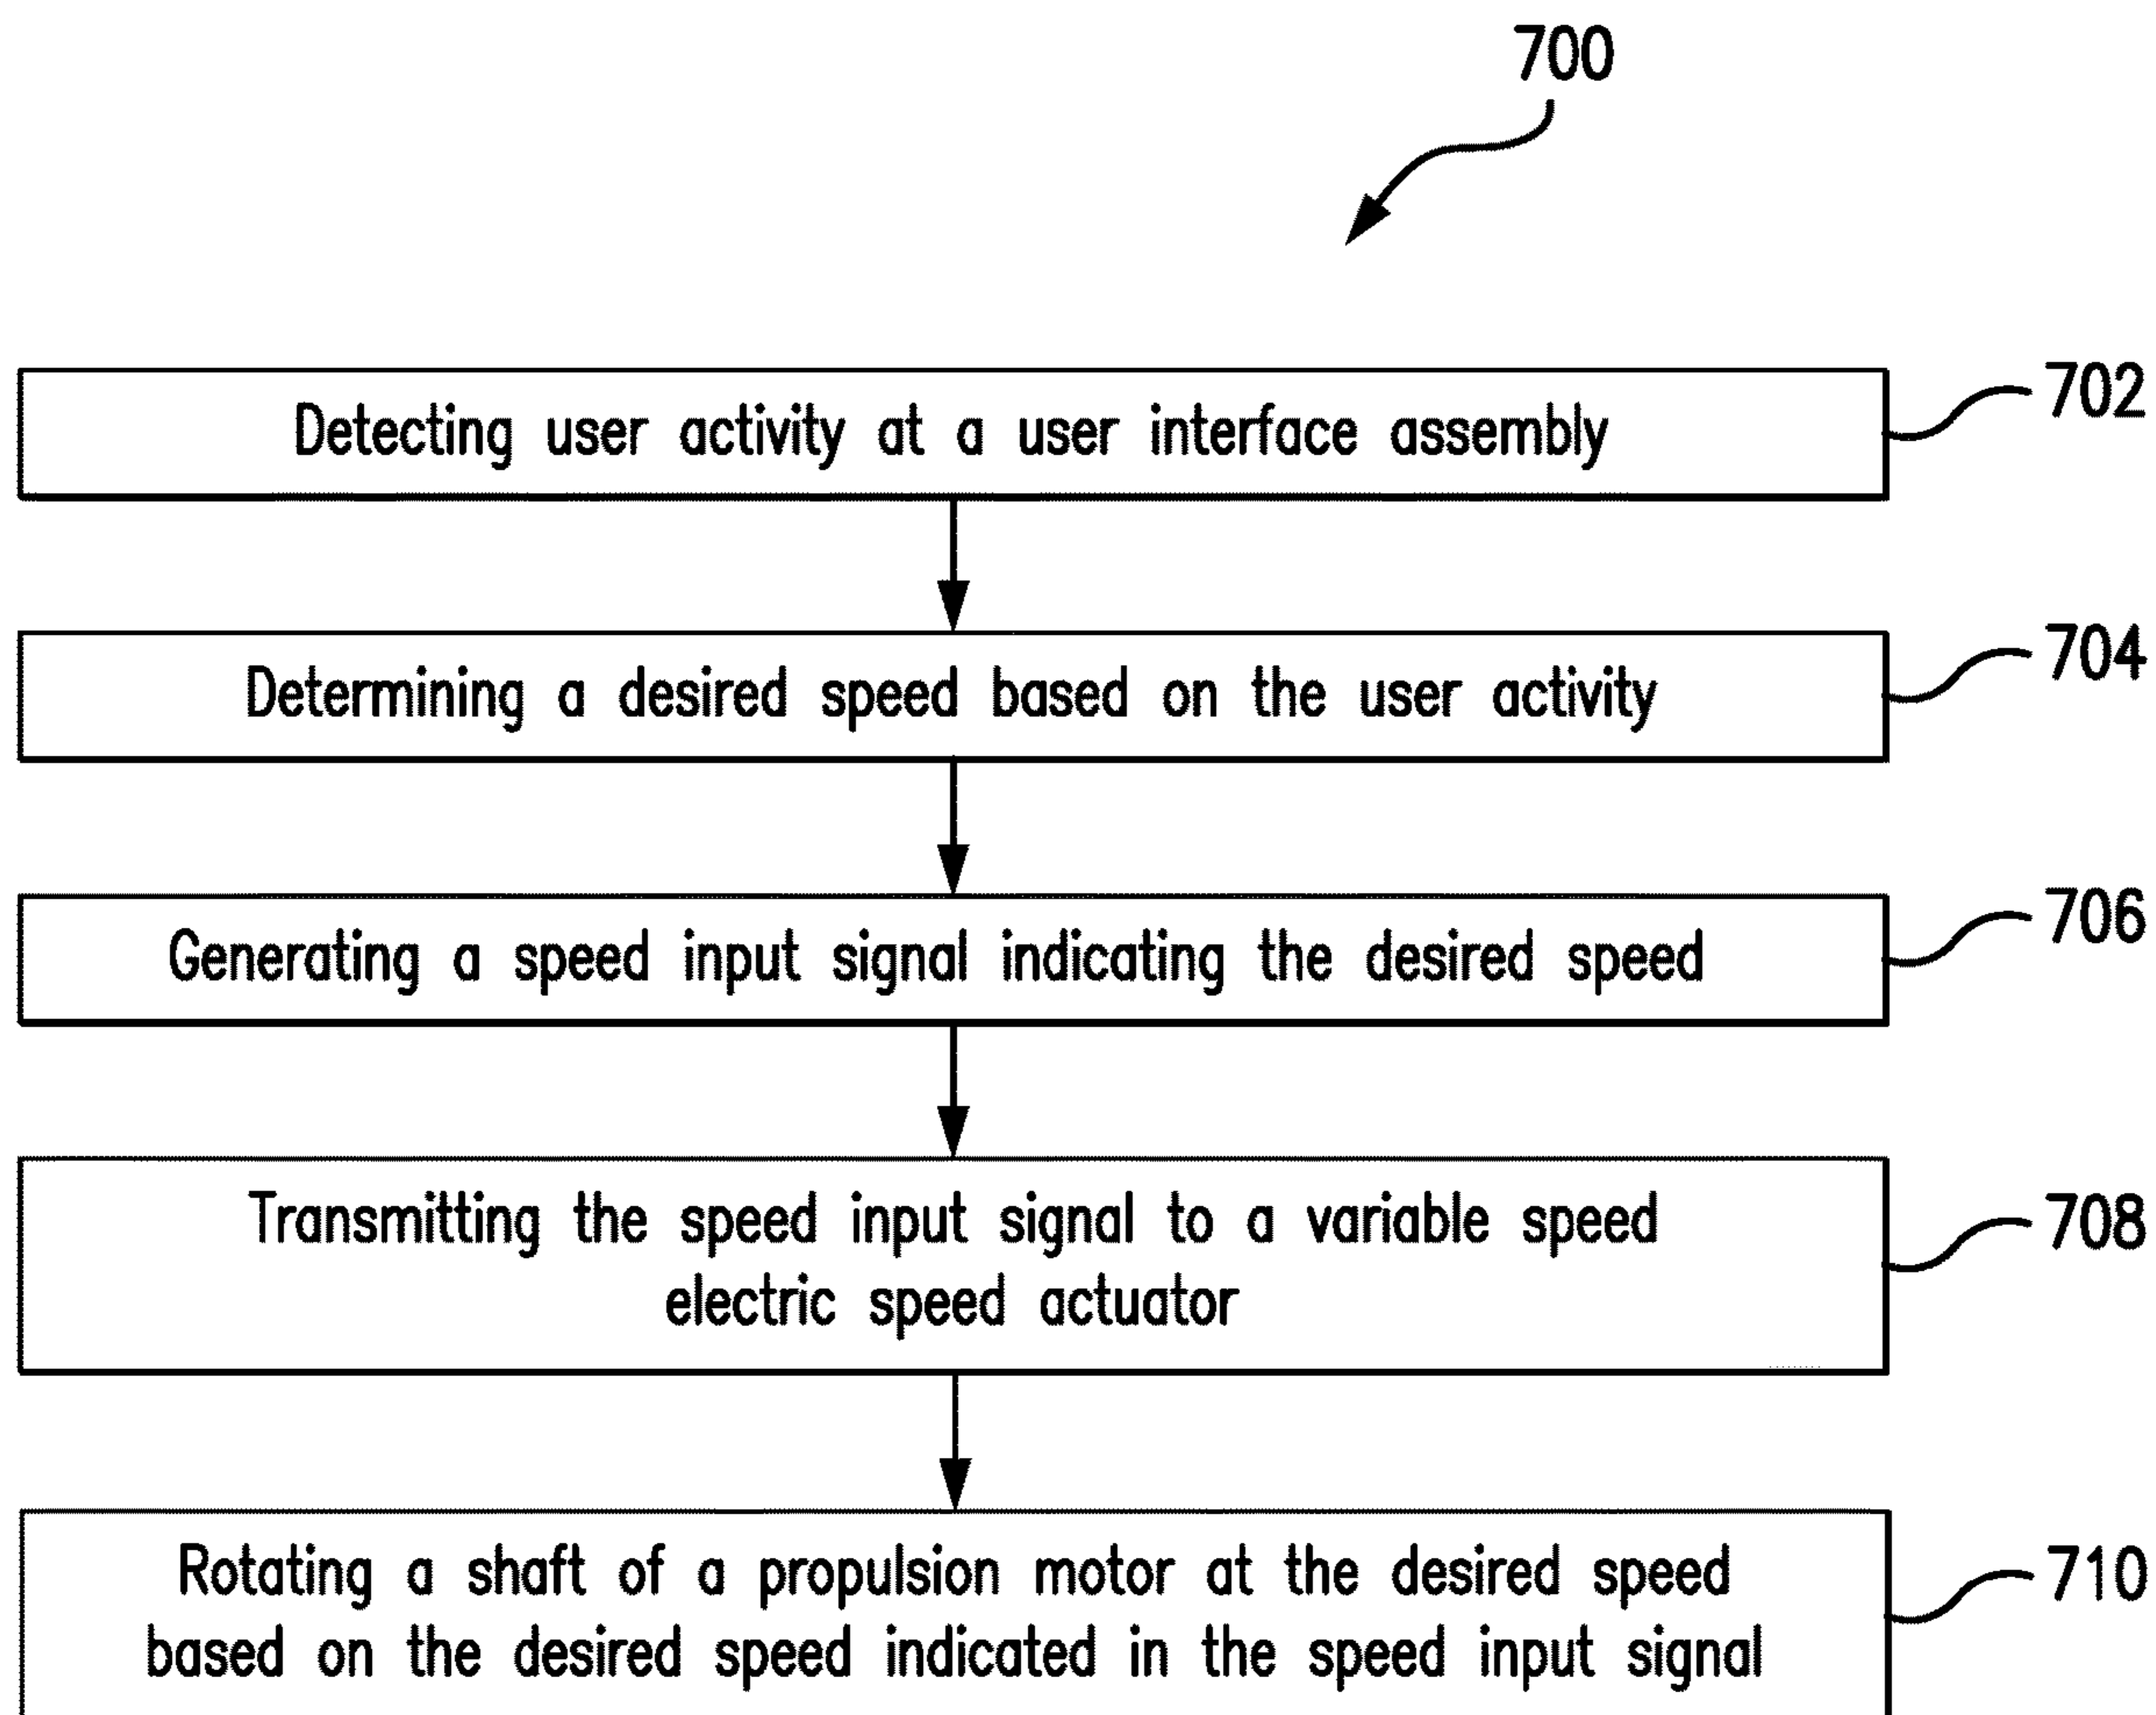 700
Detecting user activity at a user interface assembly
702
Determining a desired speed based on the user activity
704
Generating a speed input signal indicating the desired speed
706
Transmitting the speed input signal to a variable speed
electric speed actuator
708
Rotating a shaft of a propulsion motor at the desired speed
based on the desired speed indicated in the speed input signal
710